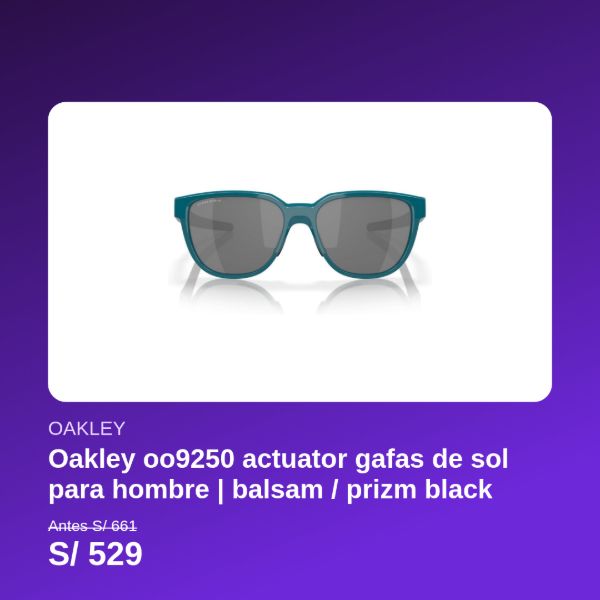 OAKLEY
Oakley oo9250 actuator gafas de sol
para hombre | balsam / prizm black
Antes S/ 661
S/ 529